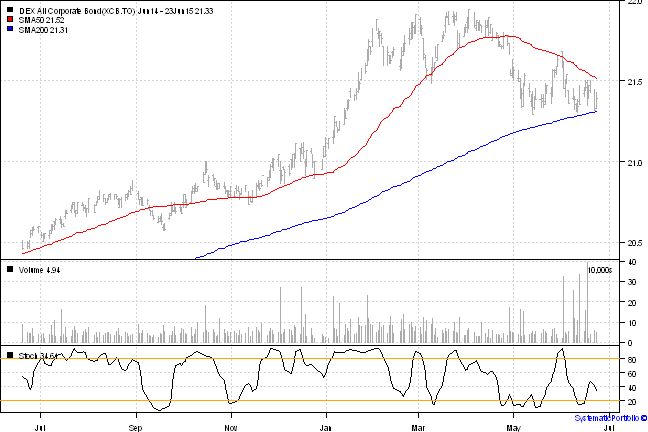 DEX All Corporate Bond(XCB.TO) Jun14 - 23Jun15 21.33
SMA50 21.52
SMA200 21.31
22.0
21.5
21.0
20.5
Volume 4.94
10,000s
40
30
20
10
0
Stoch 34.64
80
60
40
20
Jul
Sep
Nov
Jan
Mar
May
Jul
SystematicPortfolio ©